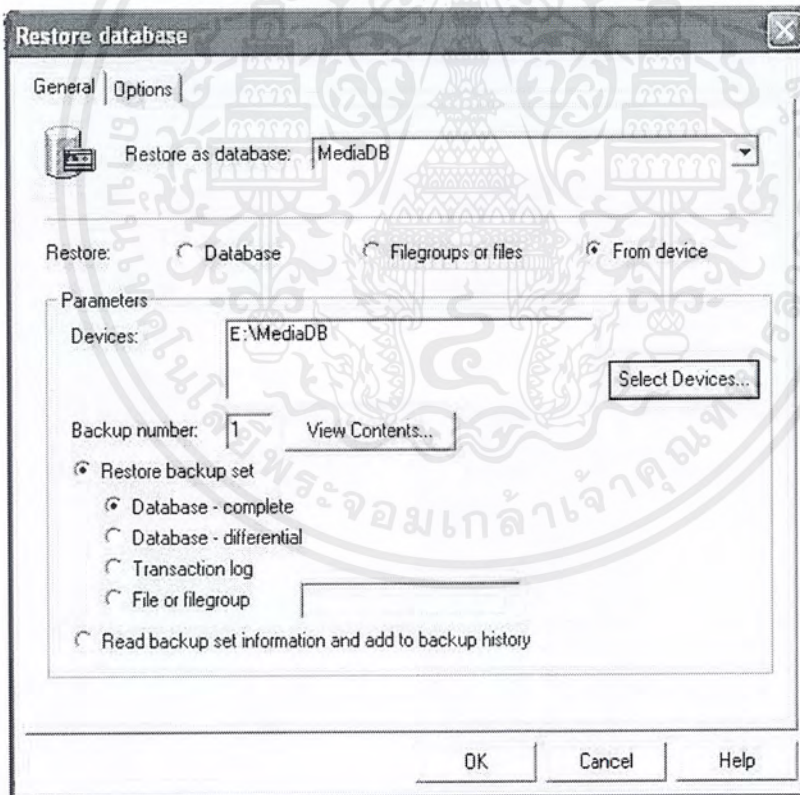 Restore database
General Options
Restore as database: MediaDB
Restore: Database Filegroups or files From device
Parameters
Devices: E:\MediaDB
Select Devices...
Backup number: 1 View Contents...
Restore backup set
Database - complete
Database - differential
Transaction log
File or filegroup
Read backup set information and add to backup history
OK Cancel Help